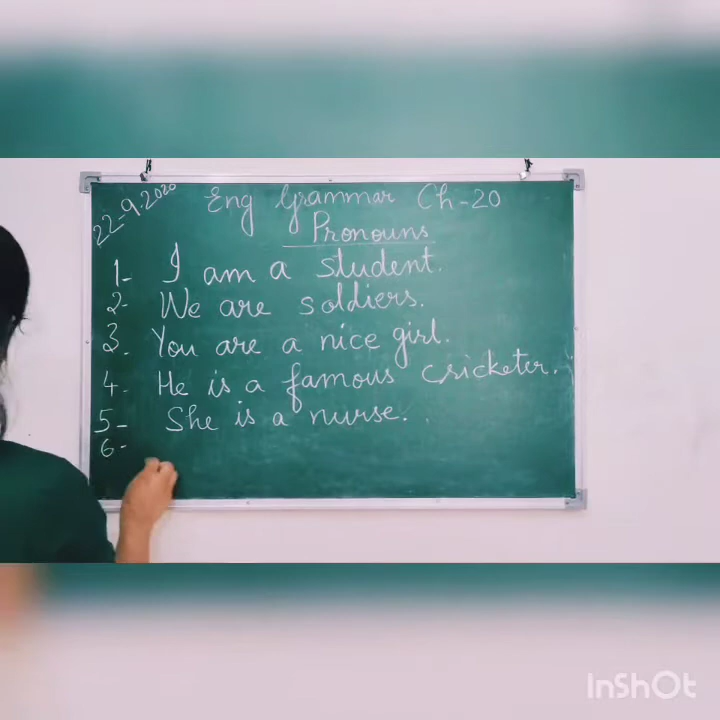 22-9-2020
Eng Grammar Ch-20
Pronouns
1- I am a student.
2- We are soldiers.
3. You are a nice girl.
4- He is a famous cricketer.
5- She is a nurse.
6-
InShOt